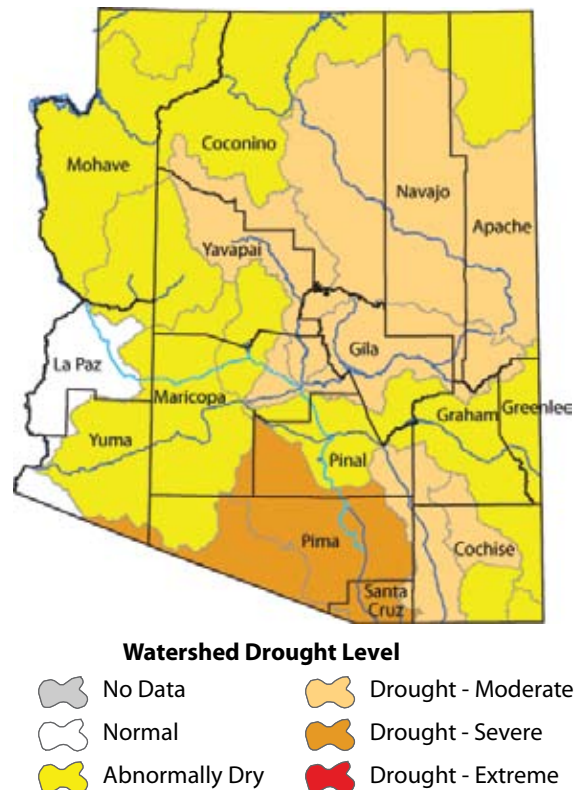 Coconino
Mohave
Navajo
Apache
Yavapai
Gila
La Paz
Maricopa
Graham
Greenlee
Yuma
Pinal
Pima
Cochise
Santa
Cruz
Watershed Drought Level
No Data
Drought - Moderate
Normal
Drought - Severe
Abnormally Dry
Drought - Extreme